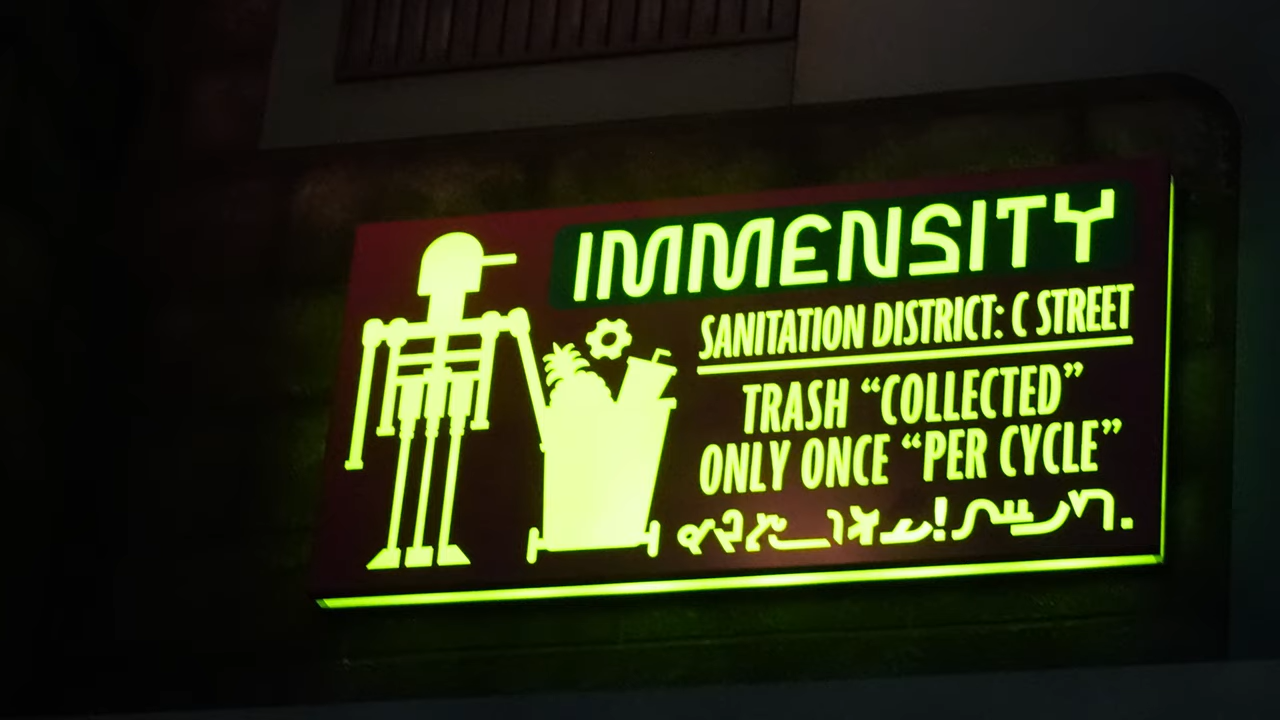 IMMENSITY
SANITATION DISTRICT: C STREET
TRASH “COLLECTED”
ONLY ONCE “PER CYCLE”